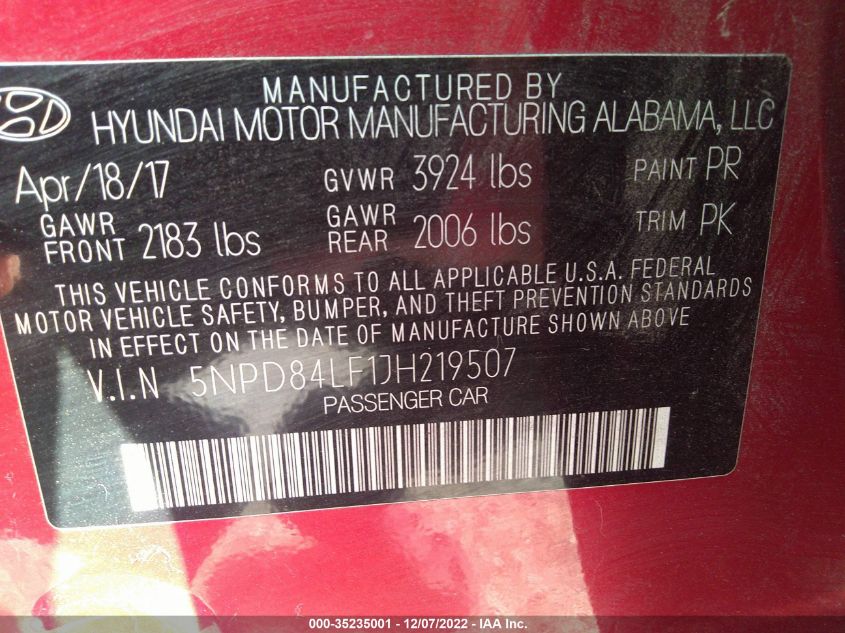 MANUFACTURED BY
HYUNDAI MOTOR MANUFACTURING ALABAMA, LLC
Apr/18/17 GVWR 3924 lbs PAINT PR
GAWR FRONT 2183 lbs GAWR REAR 2006 lbs TRIM PK
THIS VEHICLE CONFORMS TO ALL APPLICABLE U.S.A. FEDERAL
MOTOR VEHICLE SAFETY, BUMPER, AND THEFT PREVENTION STANDARDS
IN EFFECT ON THE DATE OF MANUFACTURE SHOWN ABOVE
V.I.N 5NPD84LF1JH219507
PASSENGER CAR
000-35235001 - 12/07/2022 - IAA Inc.